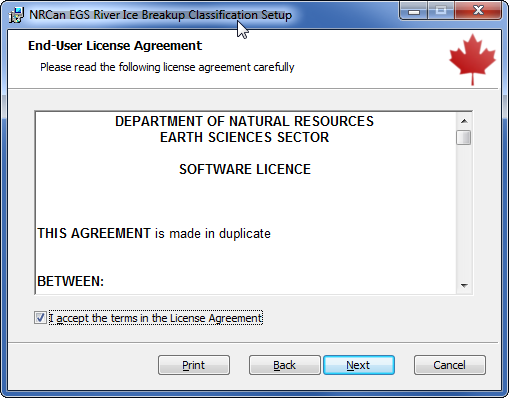 NRCan EGS River Ice Breakup Classification Setup
End-User License Agreement
Please read the following license agreement carefully
DEPARTMENT OF NATURAL RESOURCES
EARTH SCIENCES SECTOR
SOFTWARE LICENCE
THIS AGREEMENT is made in duplicate
BETWEEN:
I accept the terms in the License Agreement
Print
Back
Next
Cancel